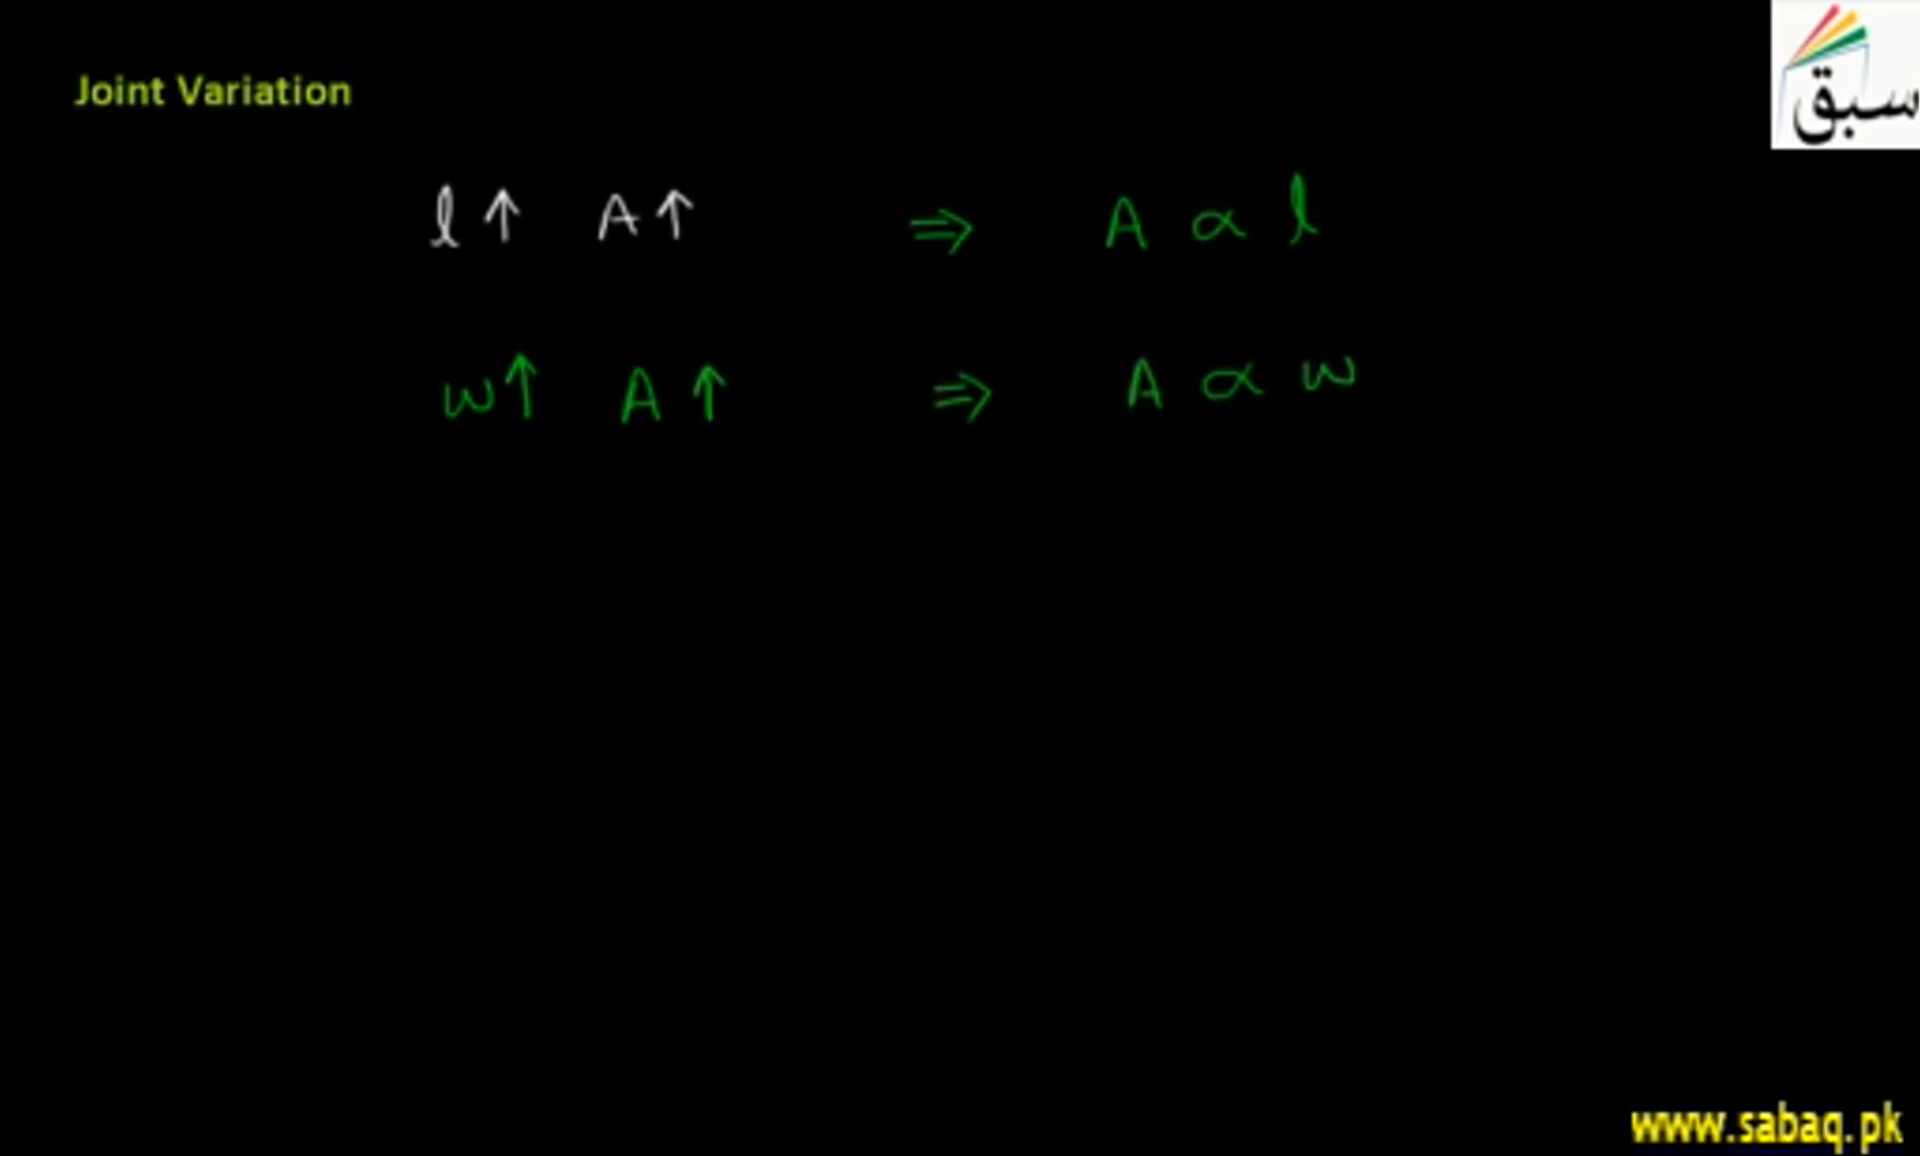 Joint Variation
سبق
l↑ A↑ ⇒ A ∝ l
w↑ A↑ ⇒ A ∝ w
www.sabaq.pk